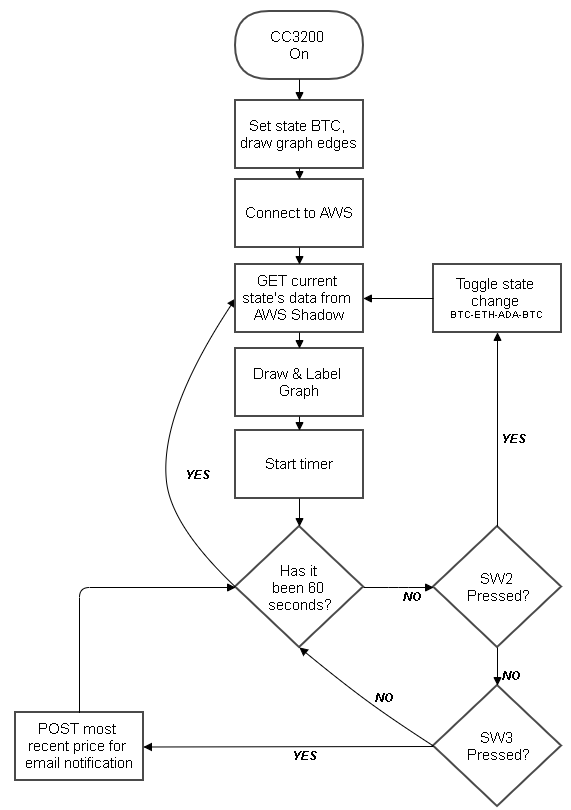 CC3200
On
Set state BTC,
draw graph edges
Connect to AWS
GET current
state's data from
AWS Shadow
Toggle state
change
BTC-ETH-ADA-BTC
Draw & Label
Graph
YES
Start timer
YES
Has it
been 60
seconds?
NO
SW2
Pressed?
NO
NO
POST most
recent price for
email notification
YES
SW3
Pressed?